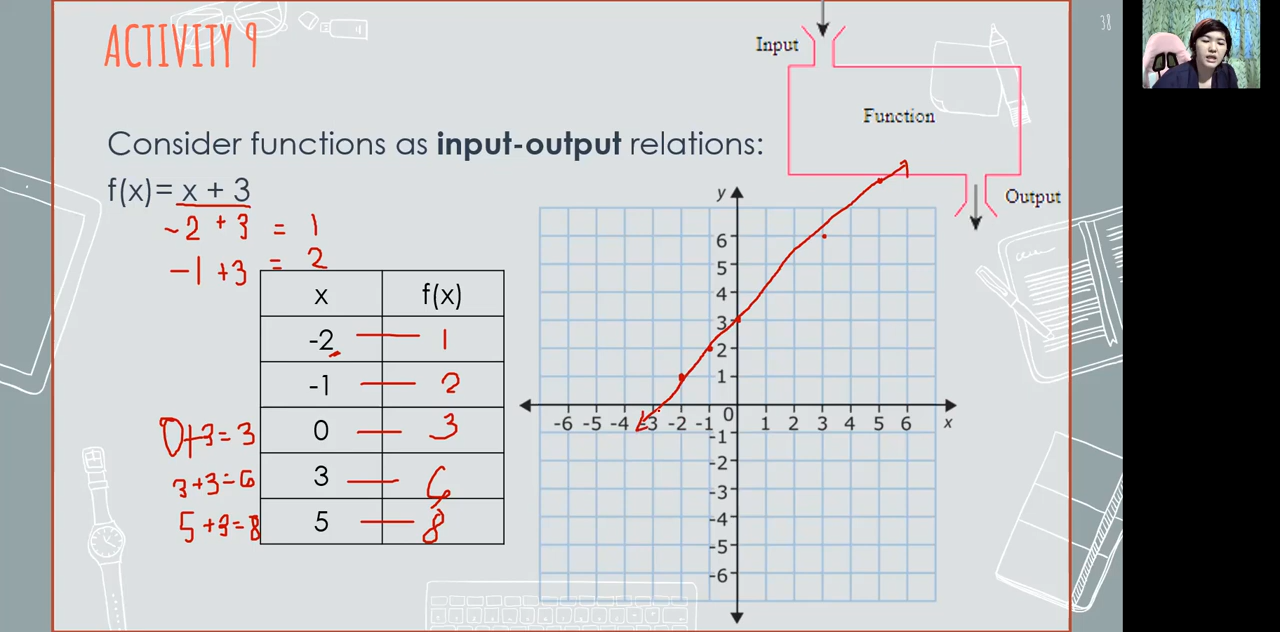 ACTIVITY 9
38
Input
Function
Output
Consider functions as input-output relations:
f(x)= x + 3
-2 + 3 = 1
-1 + 3 = 2
x f(x)
-2 1
-1 2
0 3
3 6
5 8
0+3=3
3+3=6
5+3=8
y
6
5
4
3
2
1
-6 -5 -4 -3 -2 -1 0 1 2 3 4 5 6 x
-1
-2
-3
-4
-5
-6